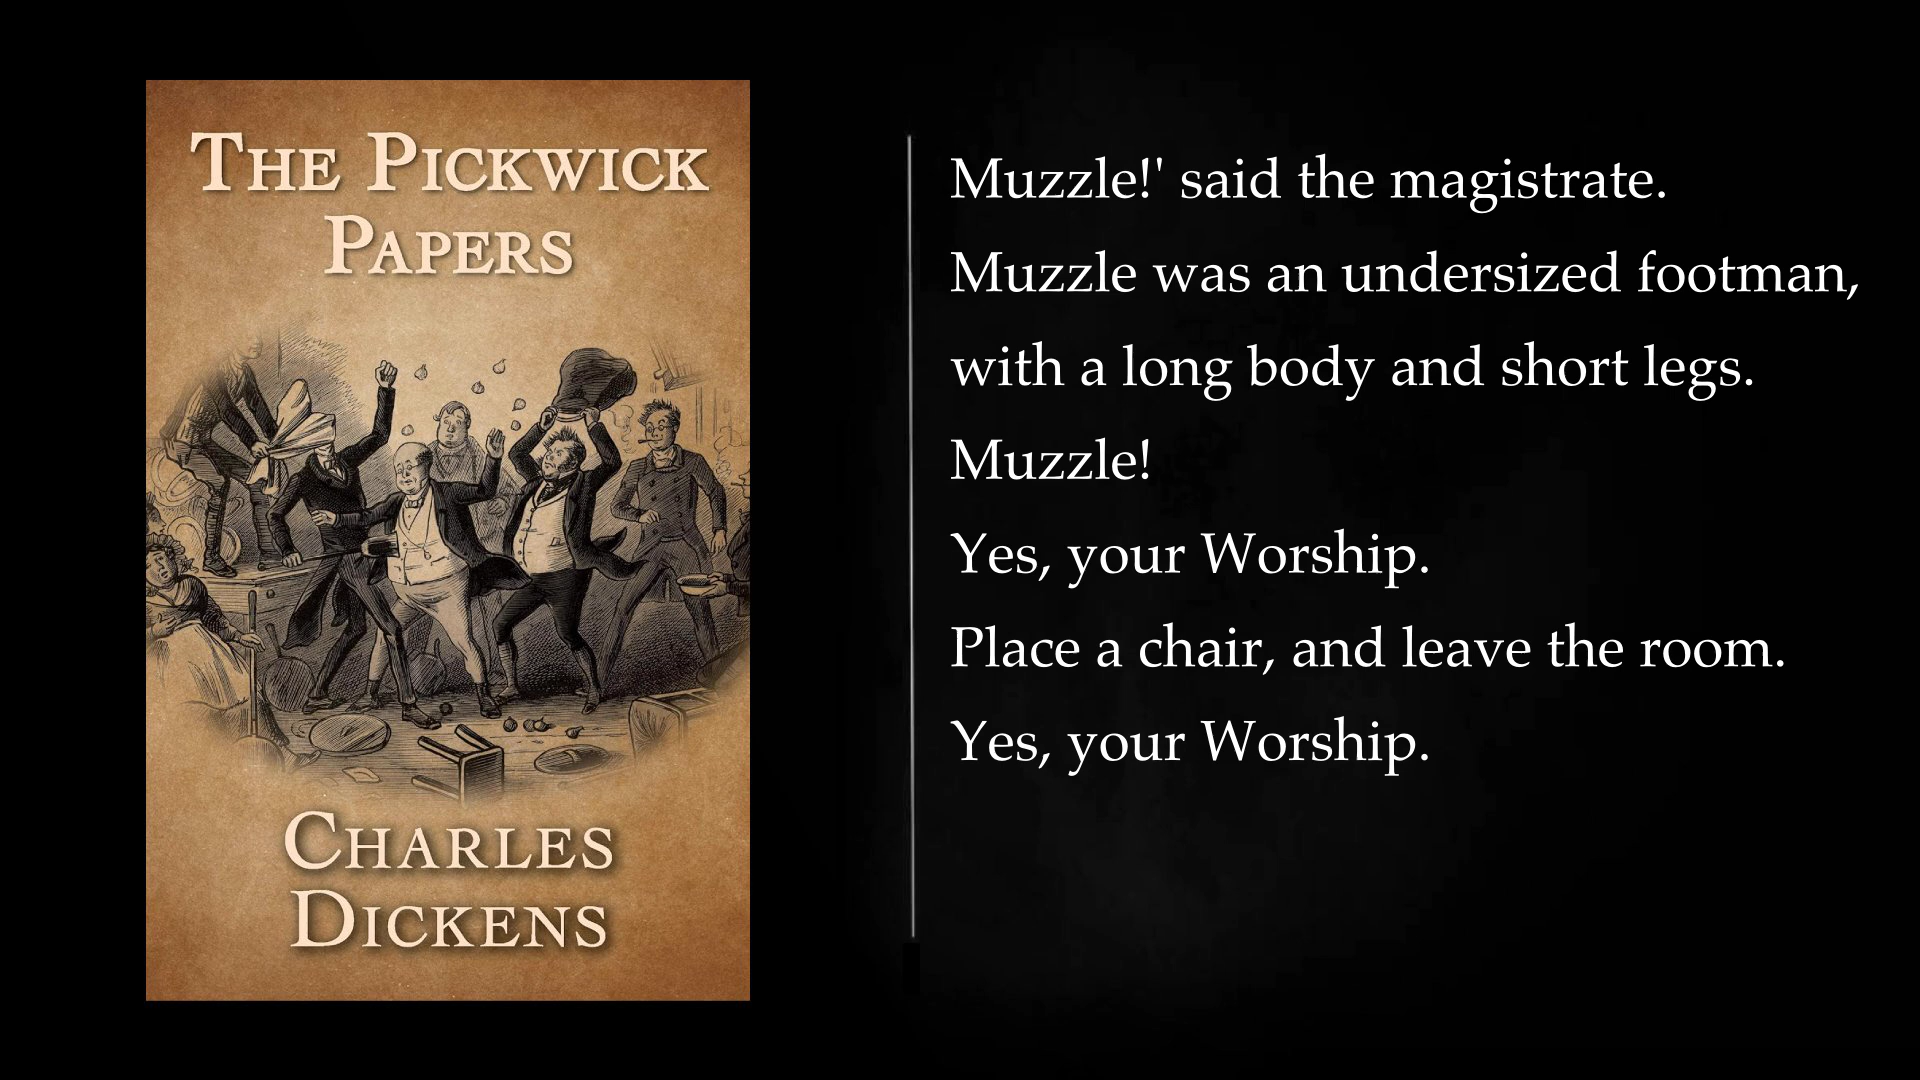 THE PICKWICK
PAPERS
CHARLES
DICKENS
Muzzle!' said the magistrate.
Muzzle was an undersized footman,
with a long body and short legs.
Muzzle!
Yes, your Worship.
Place a chair, and leave the room.
Yes, your Worship.